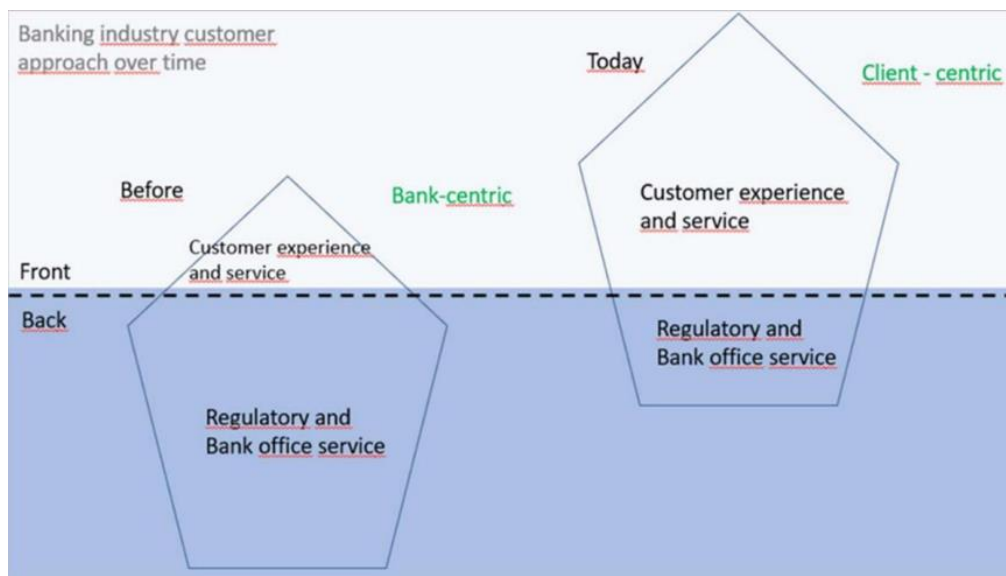 Banking industry customer
approach over time
Today
Client - centric
Before
Bank-centric
Customer experience
and service
Customer experience
and service
Front
Back
Regulatory and
Bank office service
Regulatory and
Bank office service